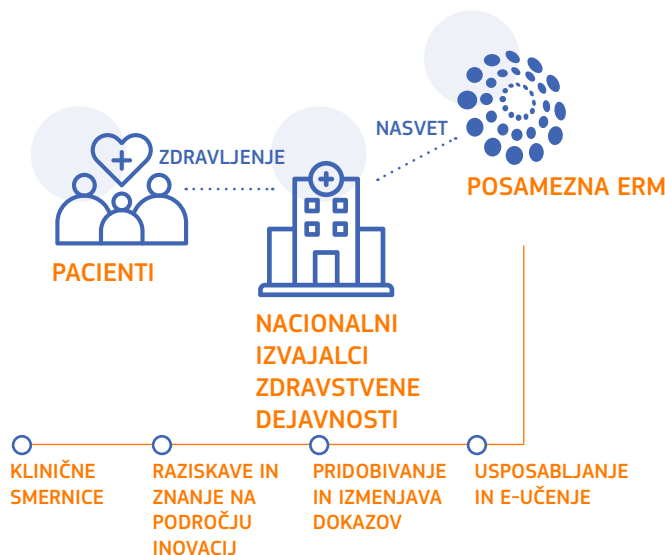 NASVET
ZDRAVLJENJE
POSAMEZNA ERM
PACIENTI
NACIONALNI
IZVAJALCI
ZDRAVSTVENE
DEJAVNOSTI
KLINIČNE
SMERNICE
RAZISKAVE IN
ZNANJE NA
PODROČJU
INOVACIJ
PRIDOBIVANJE
IN IZMENJAVA
DOKAZOV
USPOSABLJANJE
IN E-UČENJE